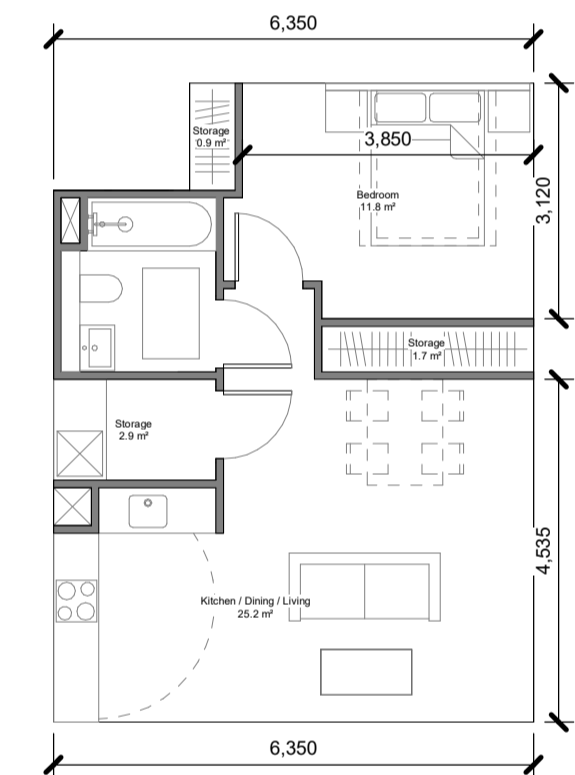 6,350
Storage
0.9 m²
3,850
Bedroom
11.8 m²
3,120
Storage
1.7 m²
Storage
2.9 m²
4,535
Kitchen / Dining / Living
25.2 m²
6,350